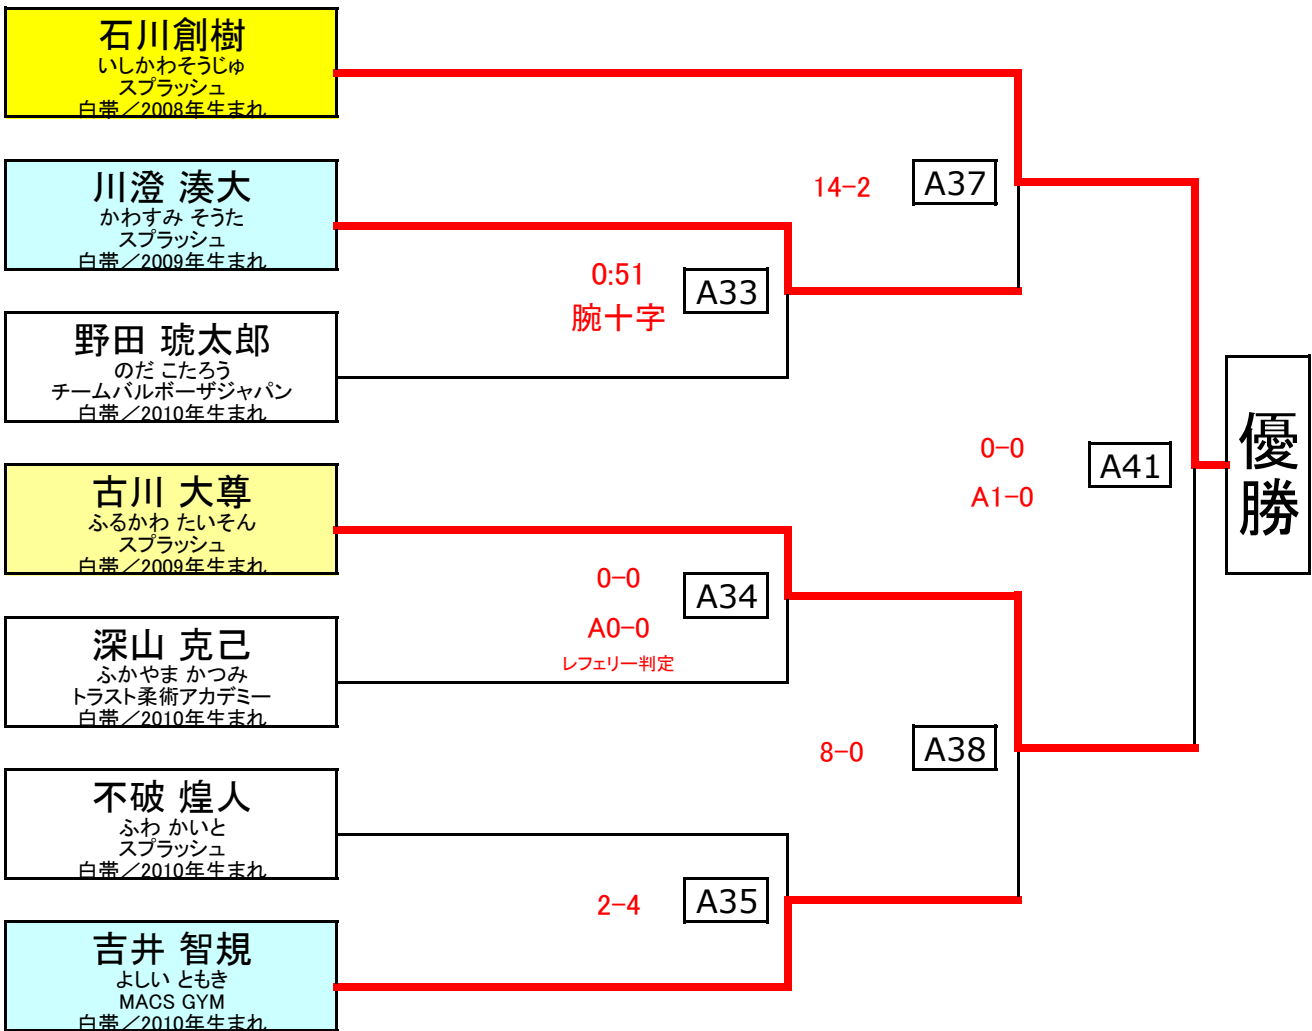 石川創樹
いしかわそうじゅ
スプラッシュ
白帯／2008年生まれ
川澄 湊大
かわすみ そうた
スプラッシュ
白帯／2009年生まれ
14-2
A37
0:51
腕十字
A33
野田 琥太郎
のだ こたろう
チームバルボーザジャパン
白帯／2010年生まれ
古川 大尊
ふるかわ たいそん
スプラッシュ
白帯／2009年生まれ
0-0
A1-0
A41
優勝
0-0
A0-0
レフェリー判定
A34
深山 克己
ふかやま かつみ
トラスト柔術アカデミー
白帯／2010年生まれ
8-0
A38
不破 煌人
ふわ かいと
スプラッシュ
白帯／2010年生まれ
2-4
A35
吉井 智規
よしい ともき
MACS GYM
白帯／2010年生まれ